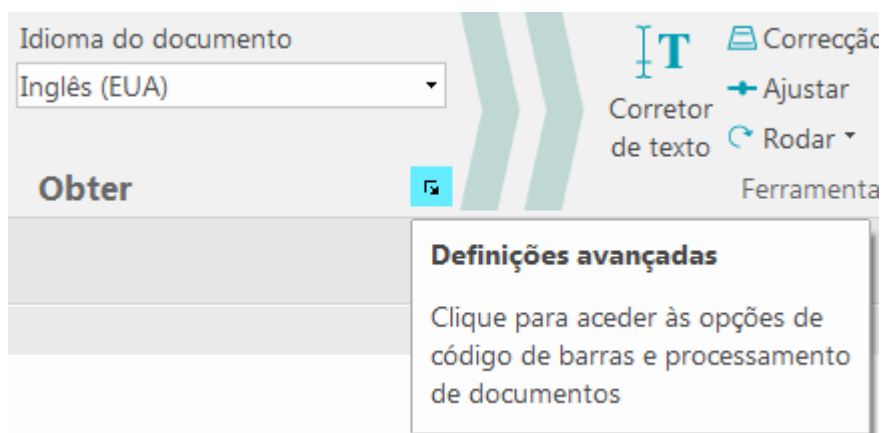 Idioma do documento
Inglês (EUA)
Obter
Corretor
de texto
Correcção
Ajustar
Rodar
Ferramenta
Definições avançadas
Clique para aceder às opções de
código de barras e processamento
de documentos